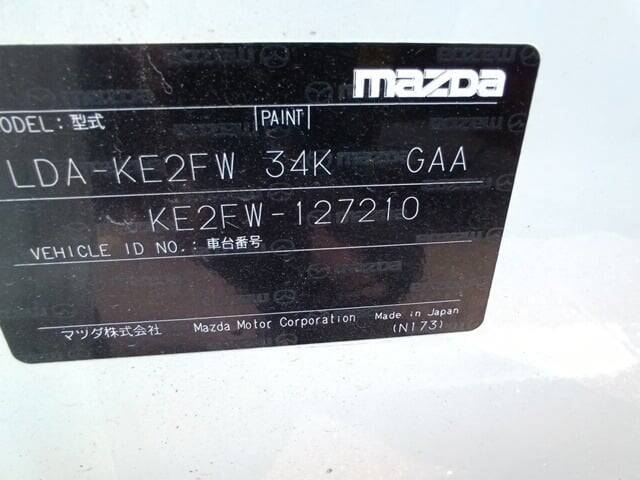 mazda
MODEL: 型式 PAINT
LDA-KE2FW 34K GAA
KE2FW-127210
VEHICLE ID NO.: 車台番号
マツダ株式会社 Mazda Motor Corporation Made in Japan
(N173)